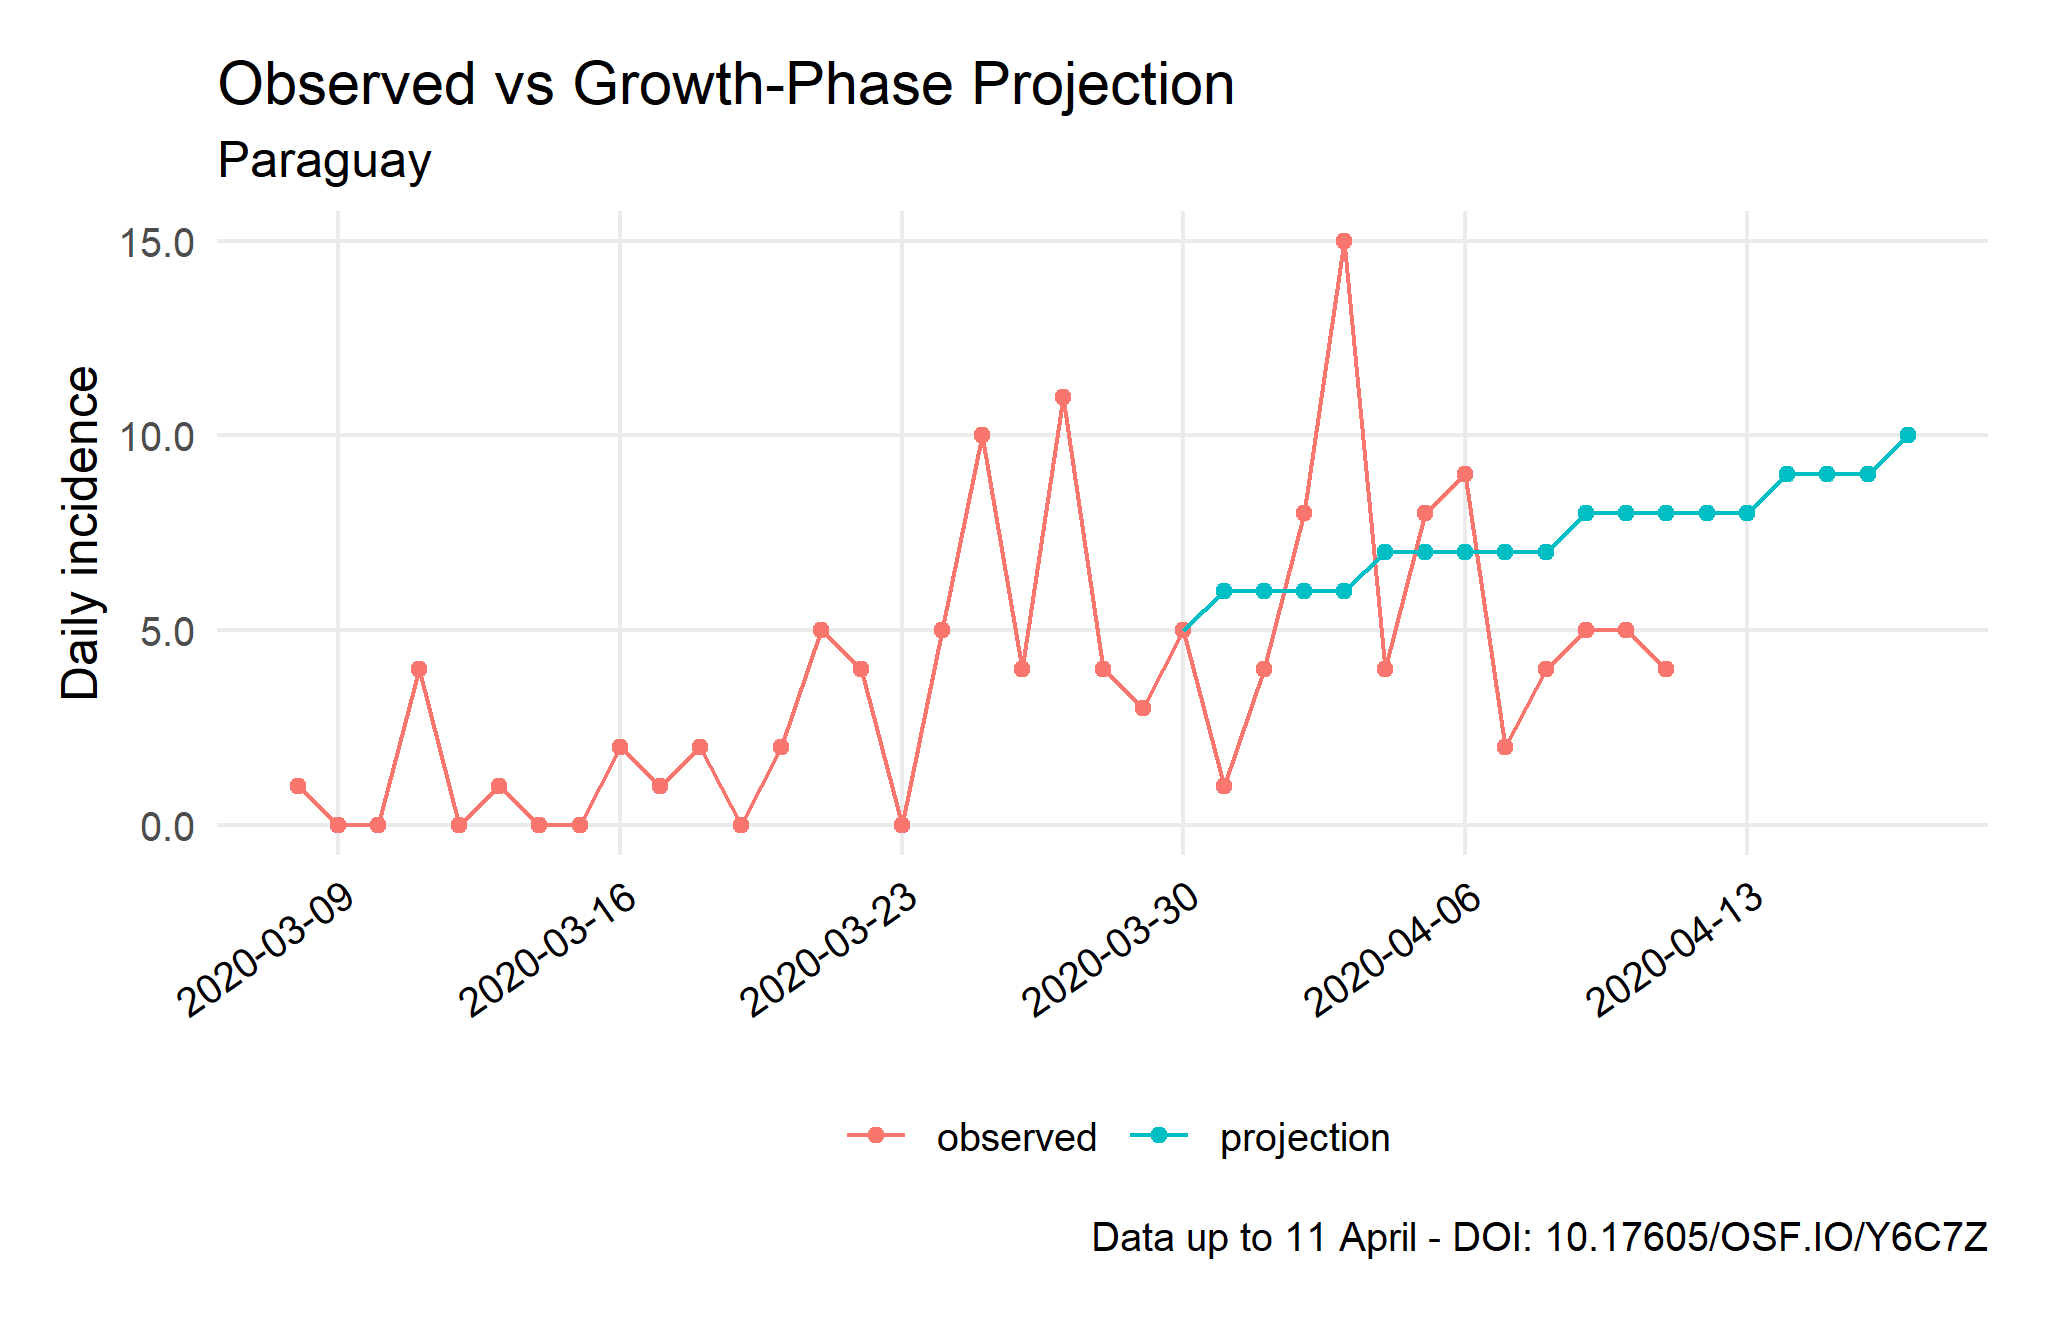 Observed vs Growth-Phase Projection
Paraguay
Daily incidence
15.0
10.0
5.0
0.0
2020-03-09
2020-03-16
2020-03-23
2020-03-30
2020-04-06
2020-04-13
observed
projection
Data up to 11 April - DOI: 10.17605/OSF.IO/Y6C7Z